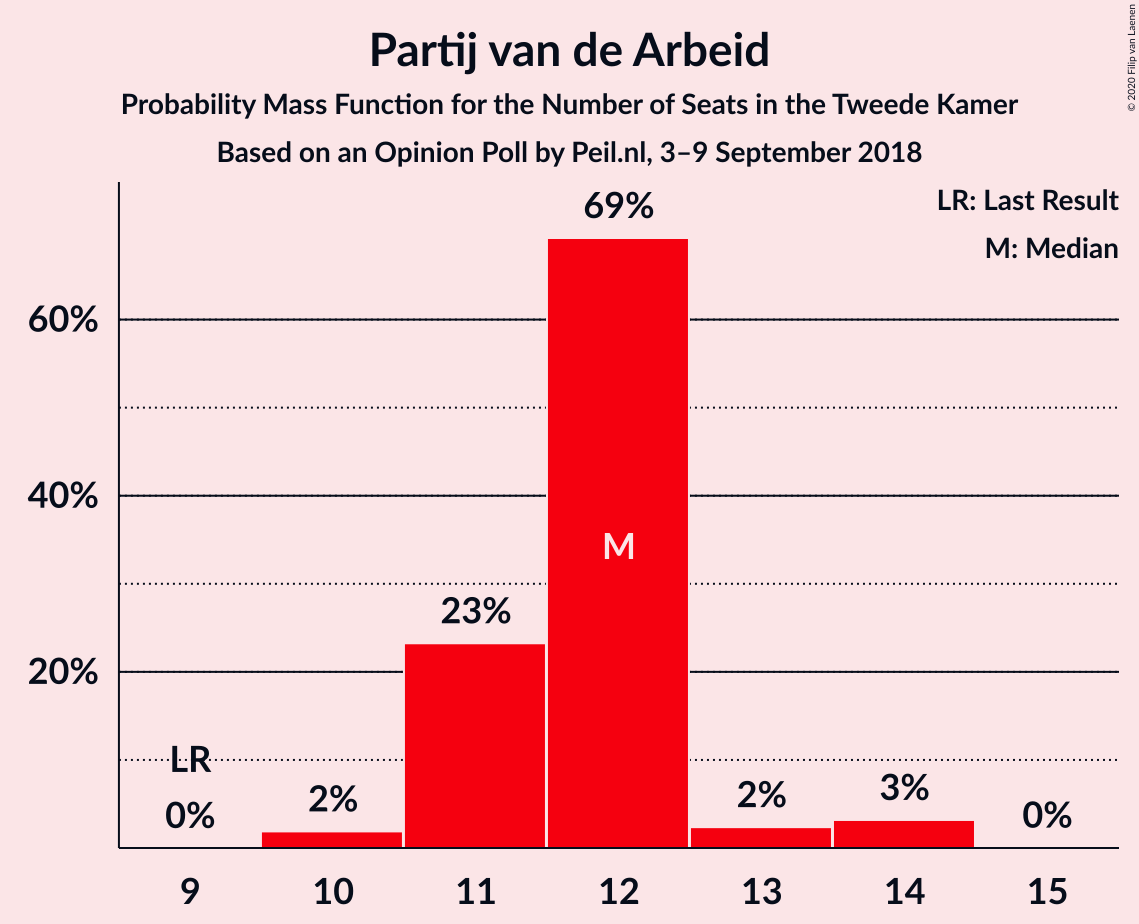 Partij van de Arbeid
Probability Mass Function for the Number of Seats in the Tweede Kamer
Based on an Opinion Poll by Peil.nl, 3–9 September 2018
© 2020 Filip van Laenen
LR: Last Result
M: Median
69%
60%
40%
M
23%
20%
LR
0%
2%
2%
3%
0%
9 10 11 12 13 14 15